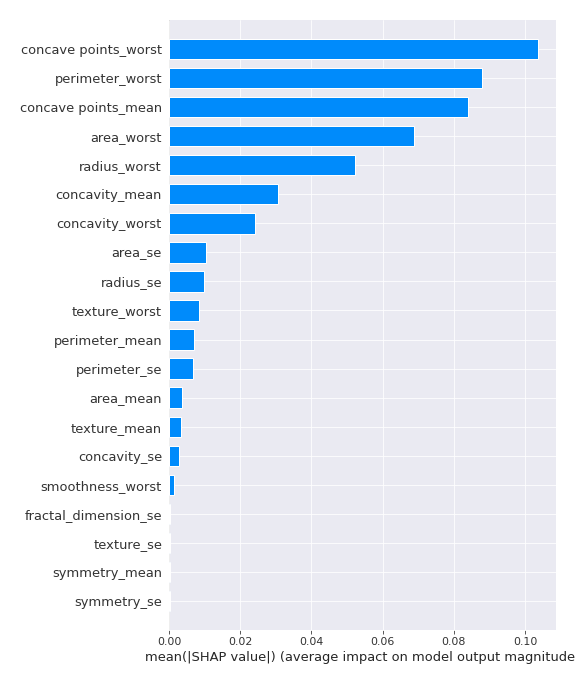 concave points_worst
perimeter_worst
concave points_mean
area_worst
radius_worst
concavity_mean
concavity_worst
area_se
radius_se
texture_worst
perimeter_mean
perimeter_se
area_mean
texture_mean
concavity_se
smoothness_worst
fractal_dimension_se
texture_se
symmetry_mean
symmetry_se
0.00 0.02 0.04 0.06 0.08 0.10
mean(|SHAP value|) (average impact on model output magnitude